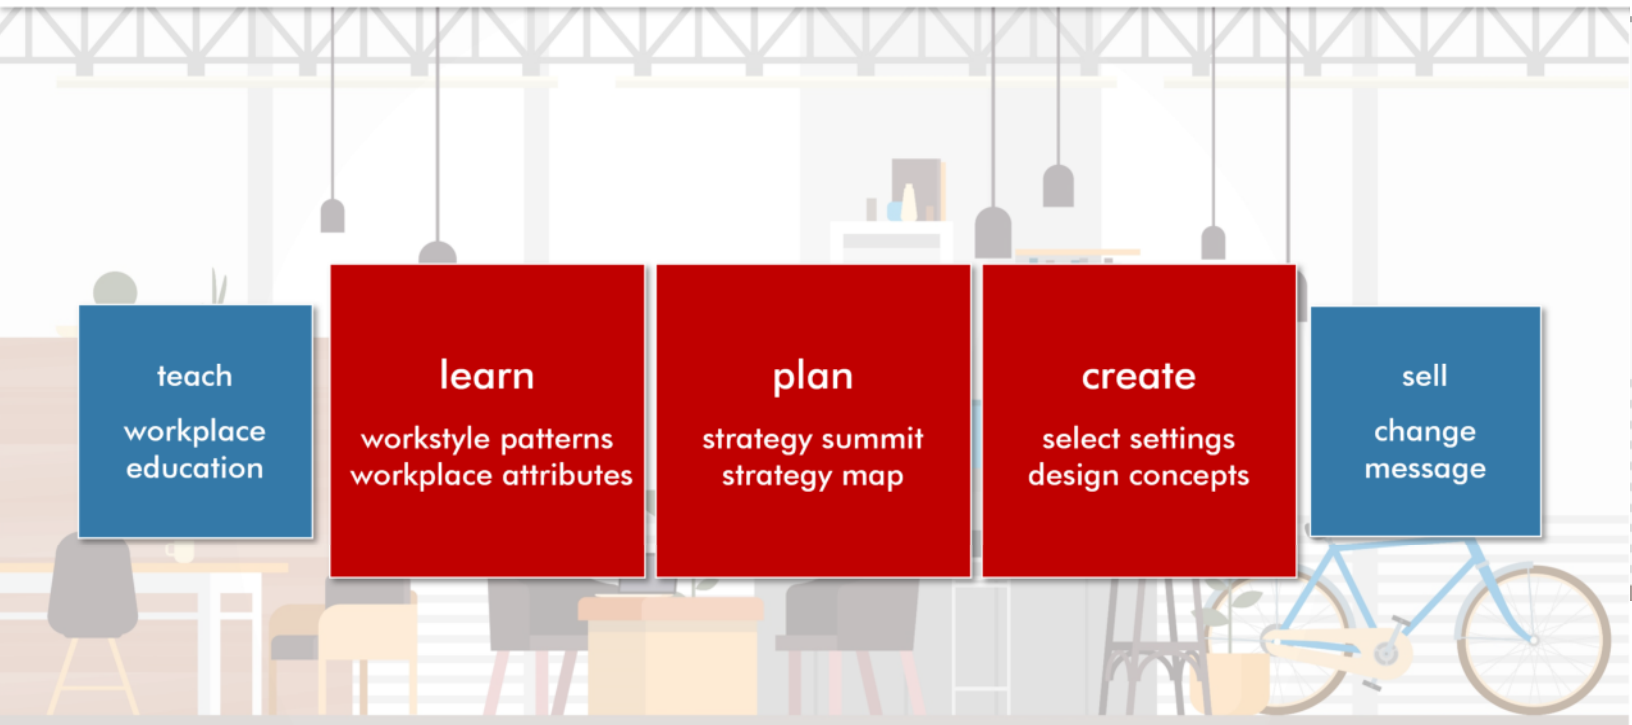 teach
workplace
education
learn
workstyle patterns
workplace attributes
plan
strategy summit
strategy map
create
select settings
design concepts
sell
change
message